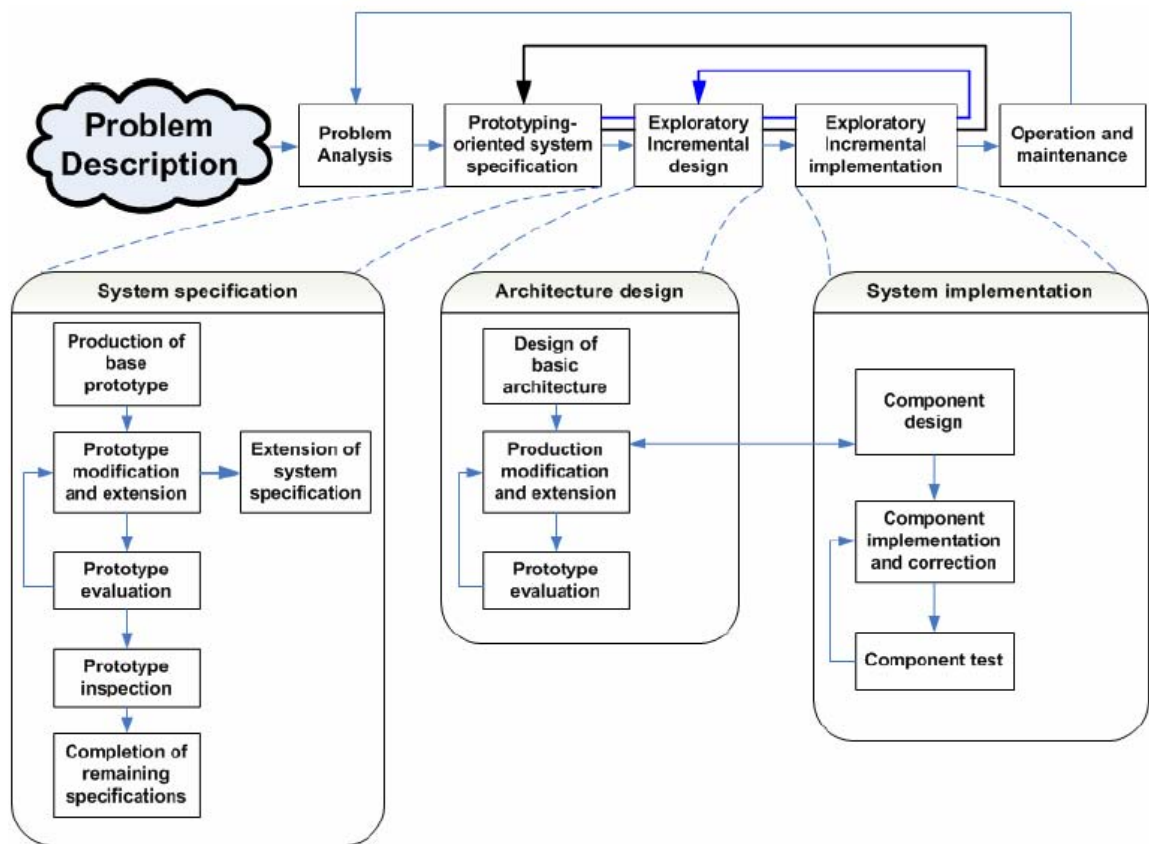 Problem
Description
Problem
Analysis
Prototyping-
oriented system
specification
Exploratory
Incremental
design
Exploratory
Incremental
implementation
Operation and
maintenance
System specification
Production of
base
prototype
Prototype
modification
and extension
Extension of
system
specification
Prototype
evaluation
Prototype
inspection
Completion of
remaining
specifications
Architecture design
Design of
basic
architecture
Production
modification
and extension
Prototype
evaluation
System implementation
Component
design
Component
implementation
and correction
Component test